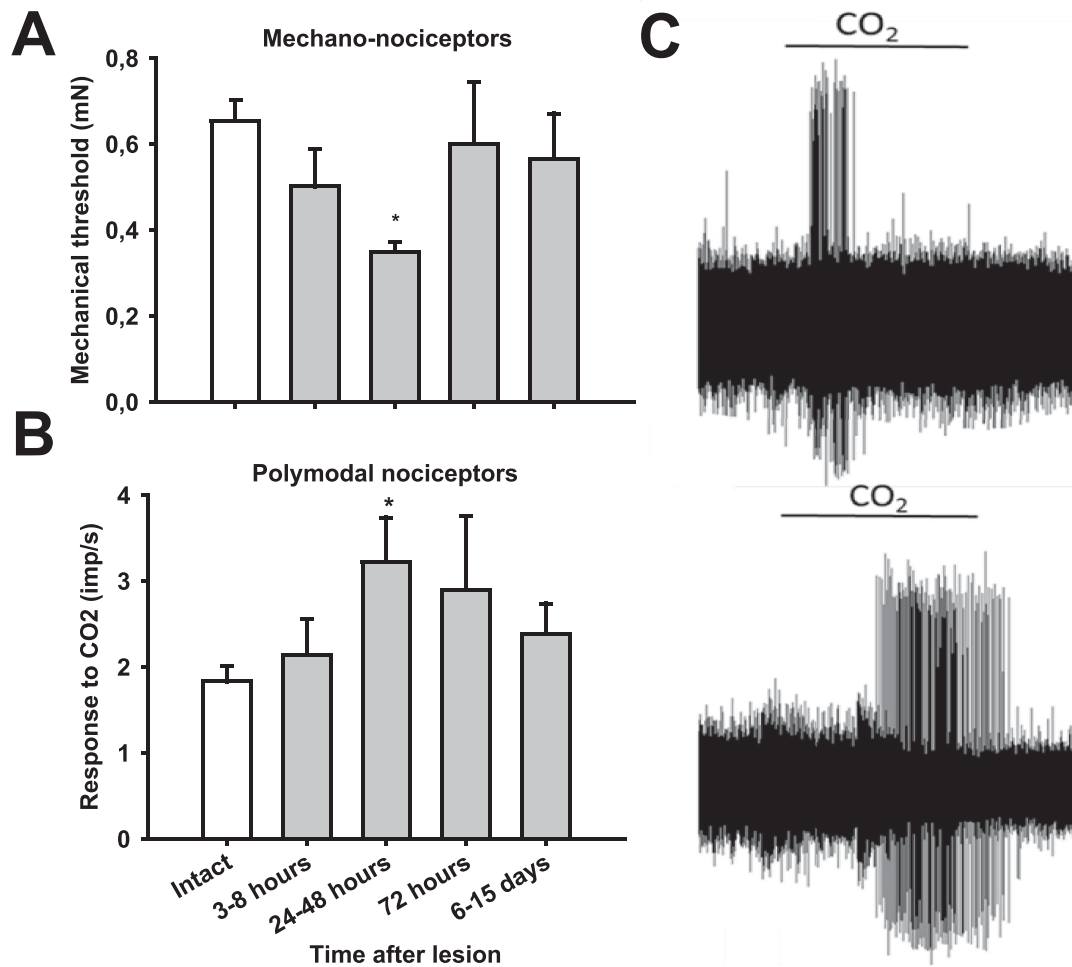 A
Mechano-nociceptors
Mechanical threshold (mN)
0,8
0,6
0,4
0,2
0,0
*
B
Polymodal nociceptors
Response to CO2 (imp/s)
4
3
2
1
0
*
Intact
3-8 hours
24-48 hours
72 hours
6-15 days
Time after lesion
C
CO2
CO2